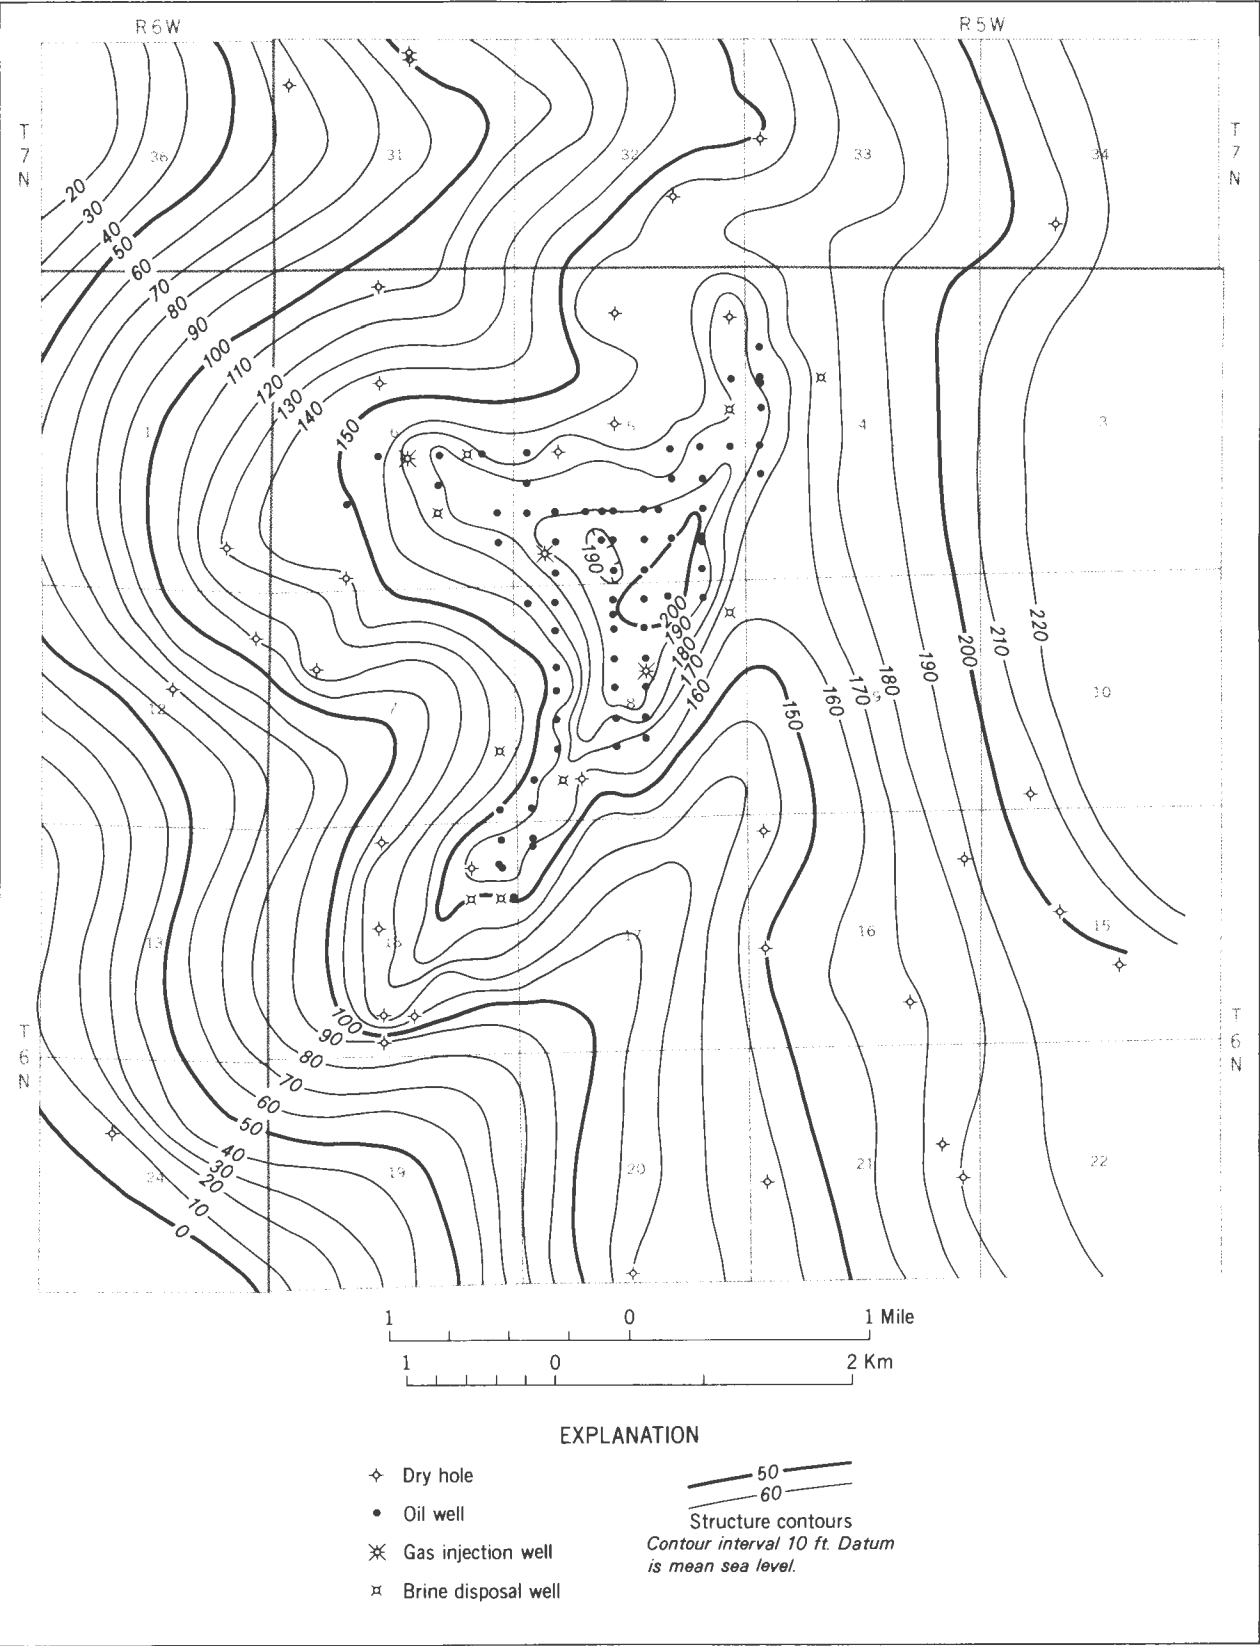 R6W R5W
T
7
N
T
7
N
36 31 32 33 34
20
30
40
50
60
70
80
90
100
110
120
130
140
150
1 6 5 4 3
190
200
190
180
170
160
150
160
170
180
190
200
210
220
12 7 8 9 10
13 18 17 16 15
T
6
N
T
6
N
100
90
80
70
60
50
40
30
20
10
0
24 19 20 21 22
1 0 1 Mile
1 0 2 Km
EXPLANATION
Dry hole
Oil well
Gas injection well
Brine disposal well
50
60
Structure contours
Contour interval 10 ft. Datum
is mean sea level.